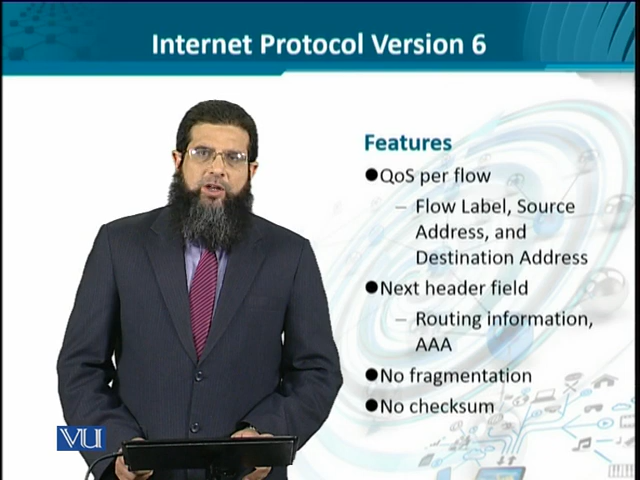 Internet Protocol Version 6
Features
●QoS per flow
– Flow Label, Source
Address, and
Destination Address
●Next header field
– Routing information,
AAA
●No fragmentation
●No checksum
VU